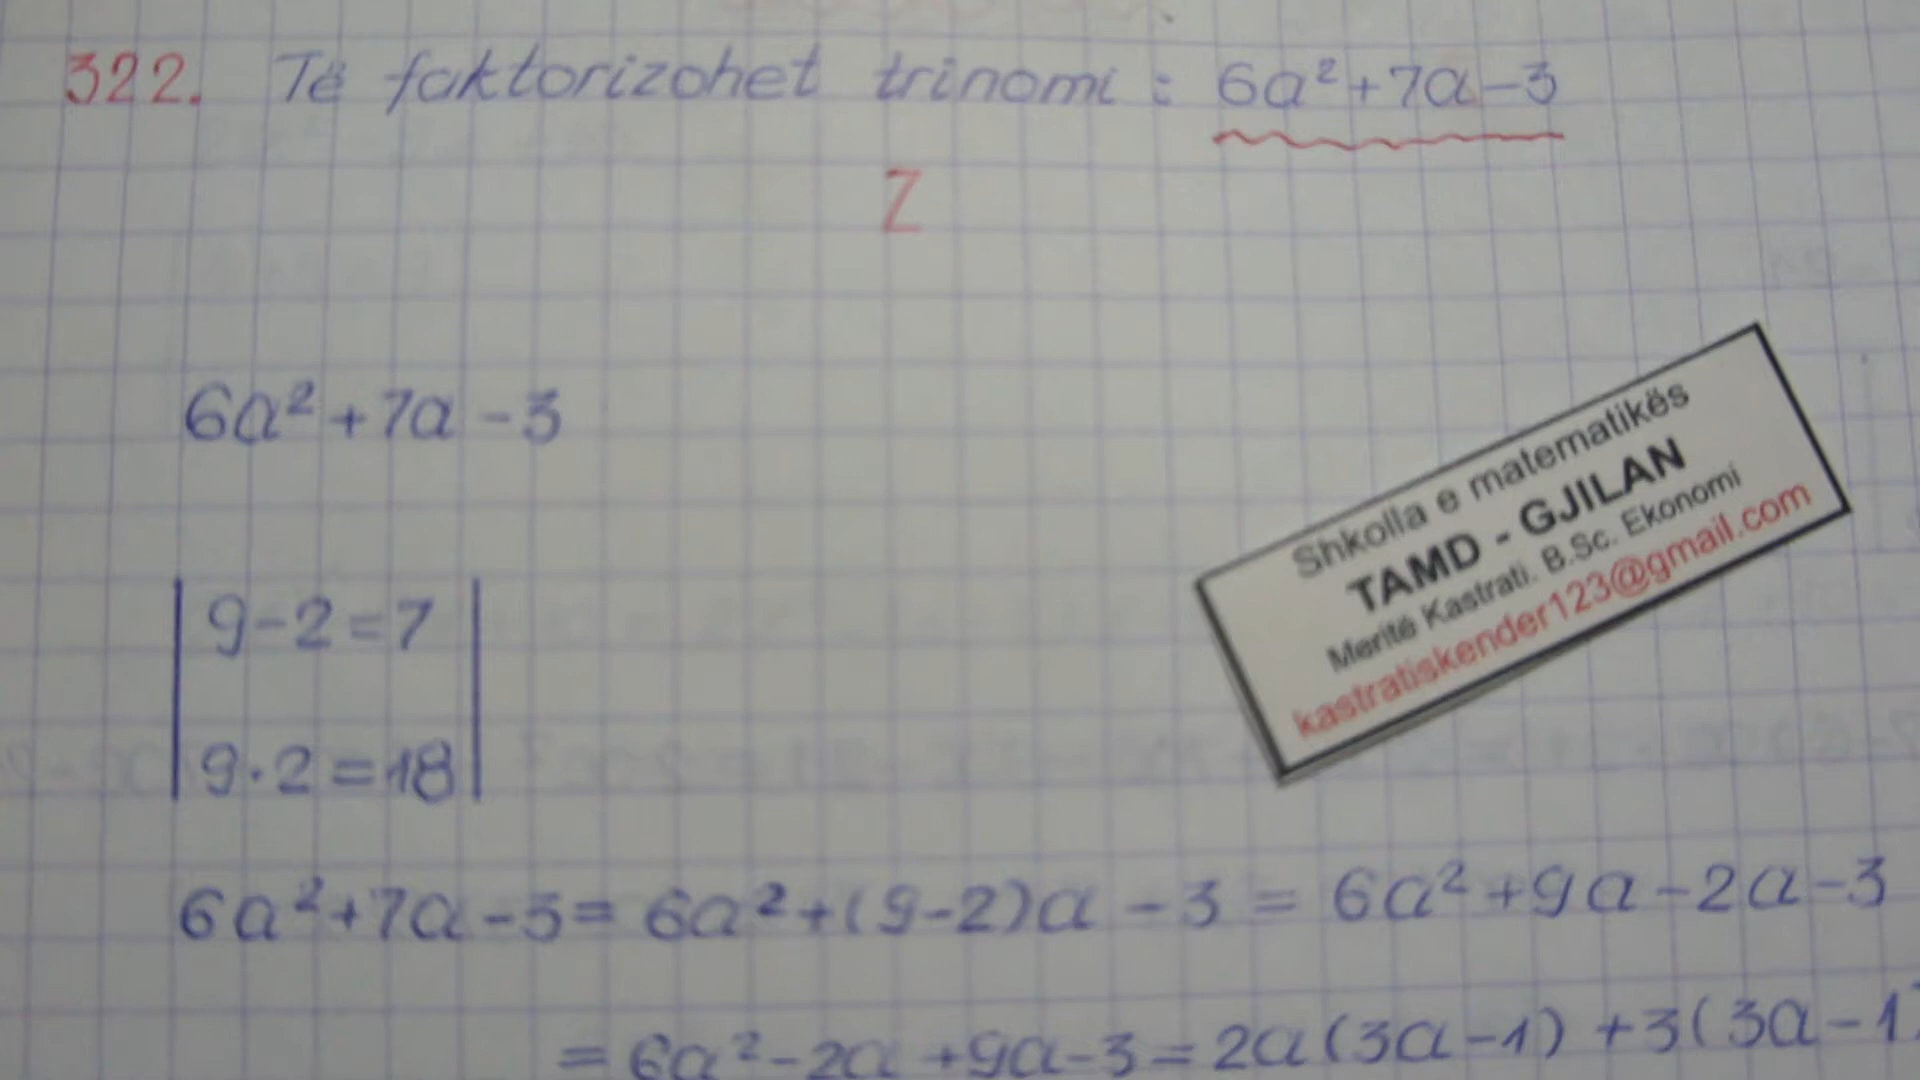 322. Të faktorizohet trinomi : 6a²+7a-3
Z
6a²+7a-3
9-2=7
9·2=18
6a²+7a-3= 6a²+(9-2)a-3 = 6a²+9a-2a-3
= 6a²-2a+9a-3=2a(3a-1)+3(3a-1)
Shkolla e matematikës
TAMD - GJILAN
Meritë Kastrati. B.Sc. Ekonomi
kastratiskender123@gmail.com